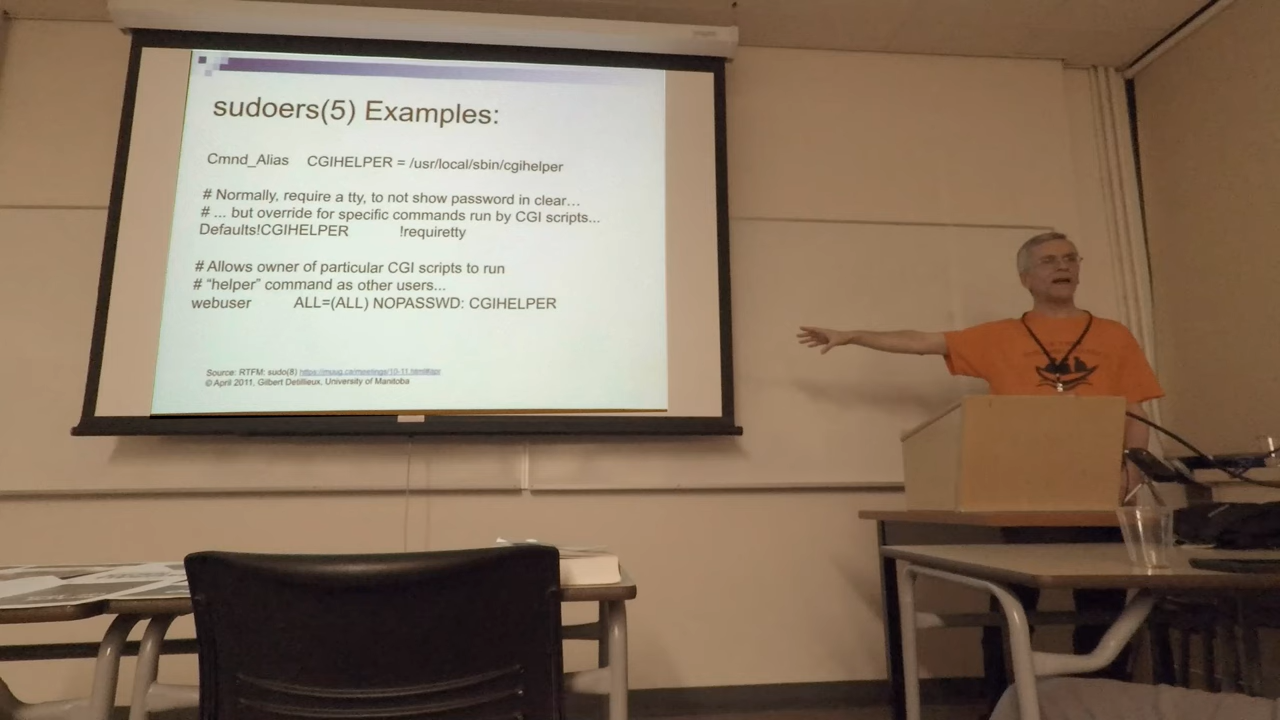 sudoers(5) Examples:
Cmnd_Alias CGIHELPER = /usr/local/sbin/cgihelper
# Normally, require a tty, to not show password in clear…
# … but override for specific commands run by CGI scripts...
Defaults!CGIHELPER !requiretty
# Allows owner of particular CGI scripts to run
# “helper” command as other users...
webuser ALL=(ALL) NOPASSWD: CGIHELPER
Source: RTFM: sudo(8)
© April 2011, Gilbert Detillieux, University of Manitoba